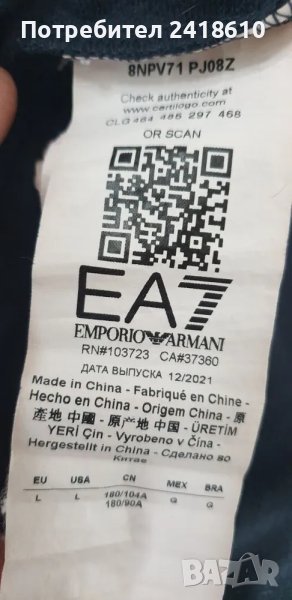 Потребител 2418610
8NPV71 PJ08Z
Check authenticity at
www.certilogo.com
CLG 464 485 297 468
OR SCAN
EA7
EMPORIO ARMANI
RN#103723 CA#37360
ДАТА ВЫПУСКА 12/2021
Made in China - Fabriqué en Chine
Hecho en China - Origem China - 原
產地 中國 - 原产地 中国 - ÜRETİM
YERİ Çin - Vyrobeno v Čína -
Hergestellt in China - Сделано во
Китае
EU USA CN MEX BRA
L L 180/104A G G
180/90A
BAZAR